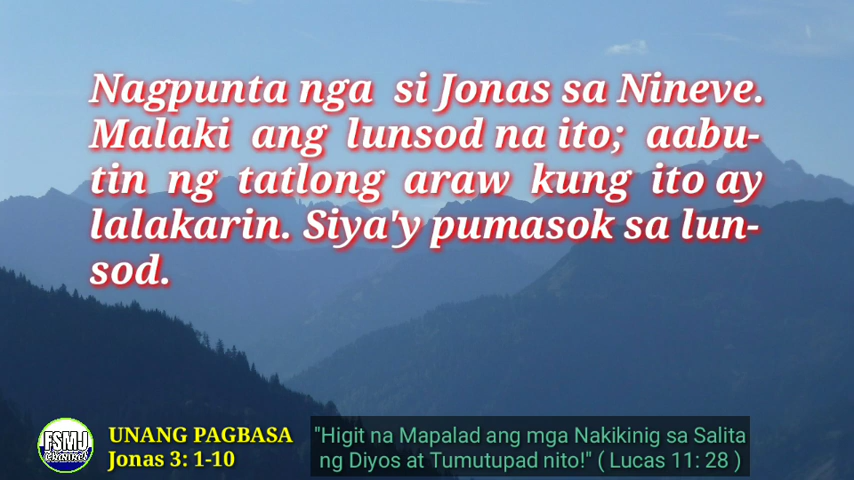 Nagpunta nga si Jonas sa Nineve.
Malaki ang lunsod na ito; aabu-
tin ng tatlong araw kung ito ay
lalakarin. Siya'y pumasok sa lun-
sod.
FSMJ
Channel
UNANG PAGBASA
Jonas 3: 1-10
"Higit na Mapalad ang mga Nakikinig sa Salita
ng Diyos at Tumutupad nito!" ( Lucas 11: 28 )